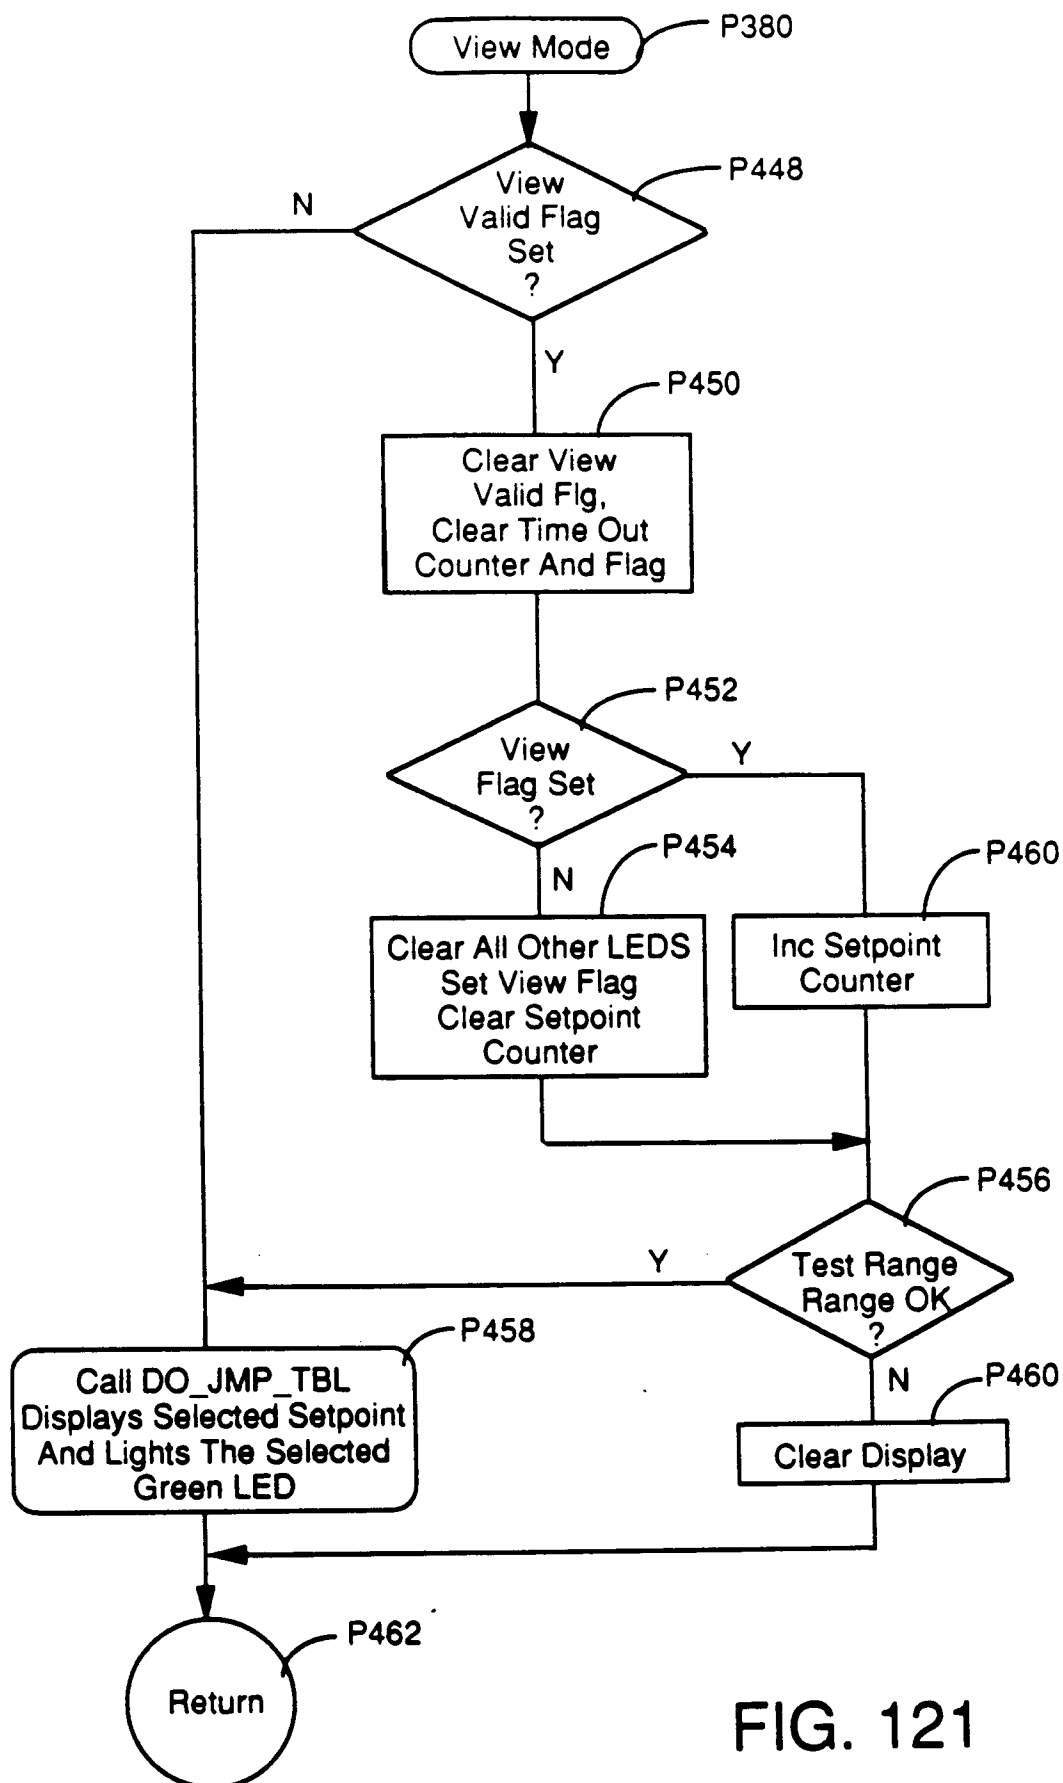 View Mode
P380
View
Valid Flag
Set
?
P448
N
Y
P450
Clear View
Valid Flg,
Clear Time Out
Counter And Flag
P452
View
Flag Set
?
Y
P454
N
P460
Clear All Other LEDS
Set View Flag
Clear Setpoint
Counter
Inc Setpoint
Counter
P456
Test Range
Range OK
?
Y
P458
Call DO_JMP_TBL
Displays Selected Setpoint
And Lights The Selected
Green LED
N
P460
Clear Display
P462
Return
FIG. 121